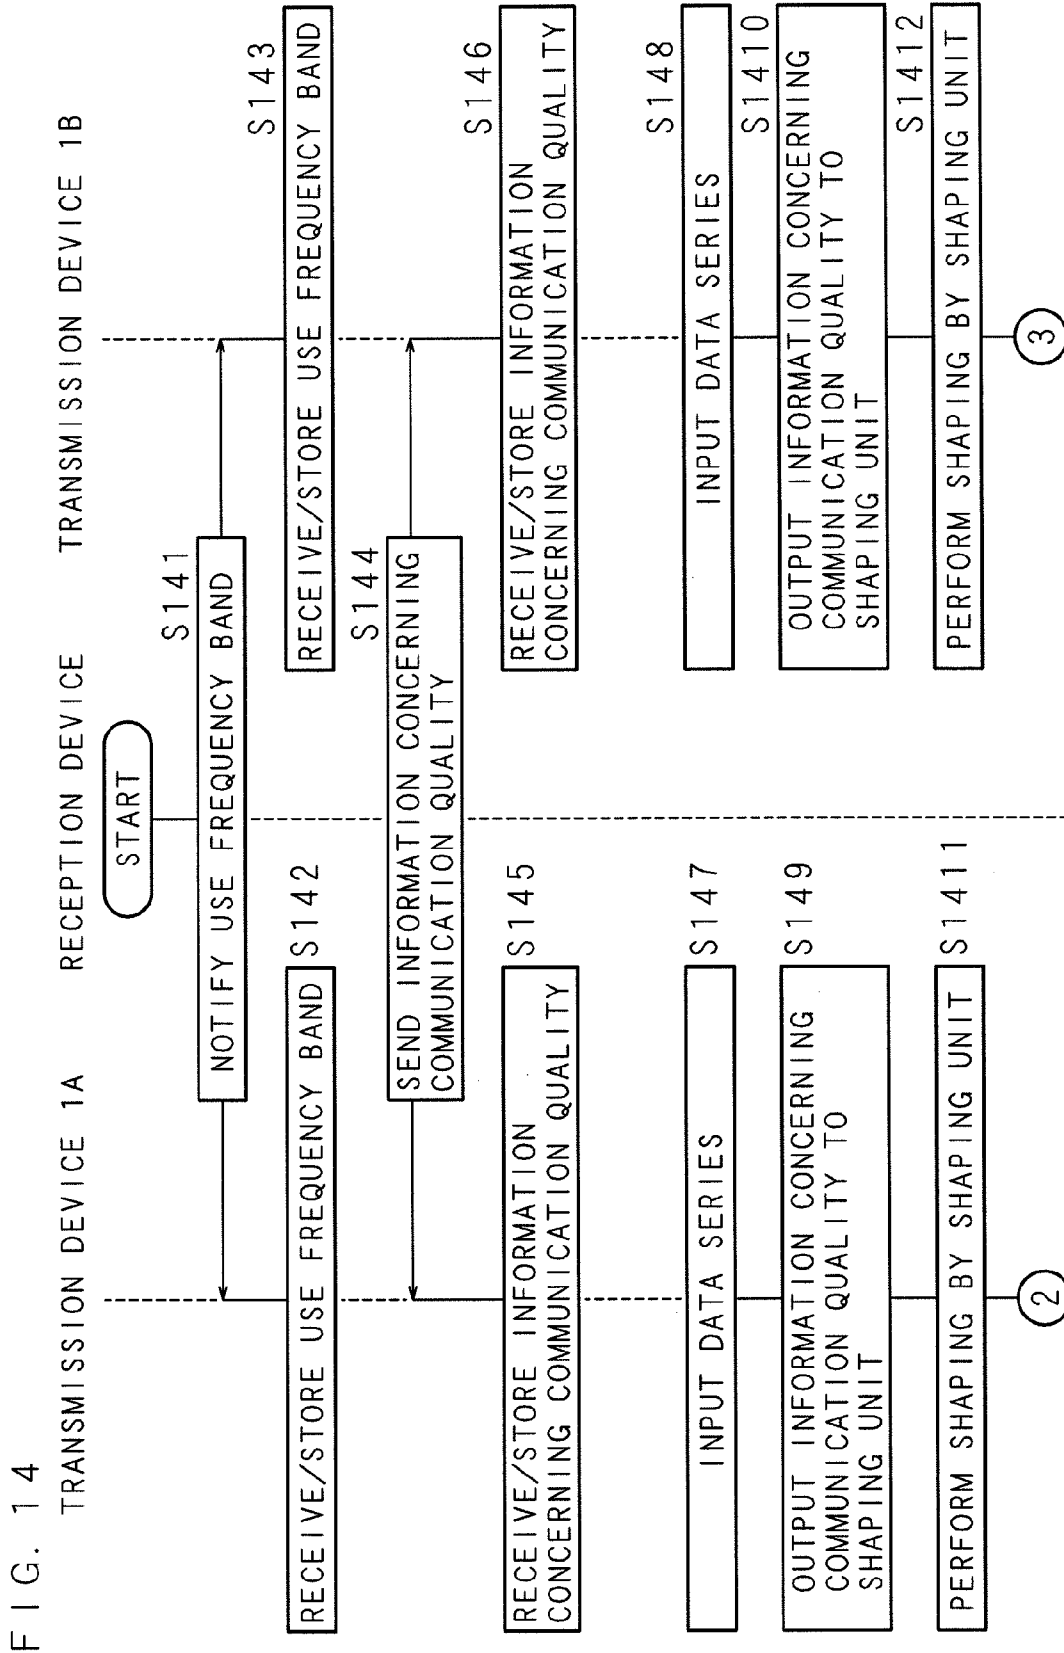 FIG. 14
TRANSMISSION DEVICE 1A
RECEPTION DEVICE
TRANSMISSION DEVICE 1B
START
S141
NOTIFY USE FREQUENCY BAND
S142
RECEIVE/STORE USE FREQUENCY BAND
S143
RECEIVE/STORE USE FREQUENCY BAND
S144
SEND INFORMATION CONCERNING
COMMUNICATION QUALITY
S145
RECEIVE/STORE INFORMATION
CONCERNING COMMUNICATION QUALITY
S146
RECEIVE/STORE INFORMATION
CONCERNING COMMUNICATION QUALITY
S147
INPUT DATA SERIES
S148
INPUT DATA SERIES
S149
OUTPUT INFORMATION CONCERNING
COMMUNICATION QUALITY TO
SHAPING UNIT
S1410
OUTPUT INFORMATION CONCERNING
COMMUNICATION QUALITY TO
SHAPING UNIT
S1411
PERFORM SHAPING BY SHAPING UNIT
S1412
PERFORM SHAPING BY SHAPING UNIT
2
3